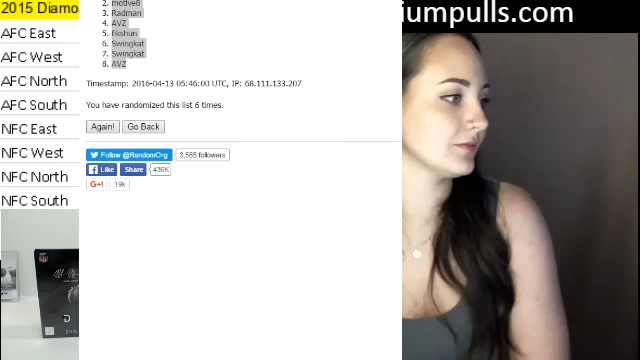 2015 Diamo
AFC East
AFC West
AFC North
AFC South
NFC East
NFC West
NFC North
NFC South
2. motive8
3. Radman
4. AVZ
5. fikshun
6. Swingkat
7. Swingkat
8. AVZ
Timestamp: 2016-04-13 05:46:00 UTC, IP: 68.111.133.207
You have randomized this list 6 times.
Again! Go Back
Follow @RandomOrg 3,565 followers
Like Share 436K
G+1 19k
iumpulls.com
NFL